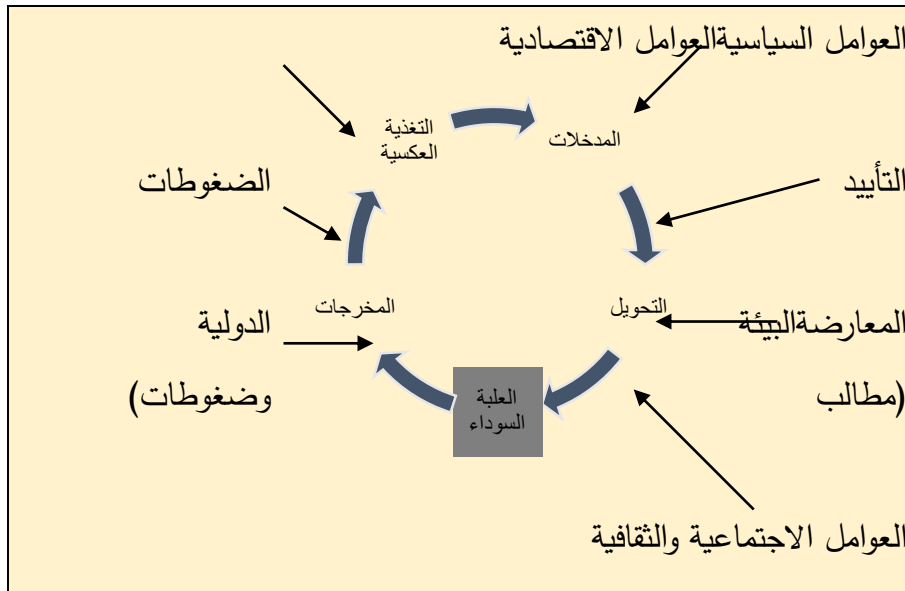 العوامل السياسيةالعوامل الاقتصادية
التغذية
العكسية
المدخلات
التأييد
الضغوطات
المخرجات
التحويل
المعارضةالبيئة
الدولية
العلبة
السوداء
(مطالب
وضغوطات)
العوامل الاجتماعية والثقافية